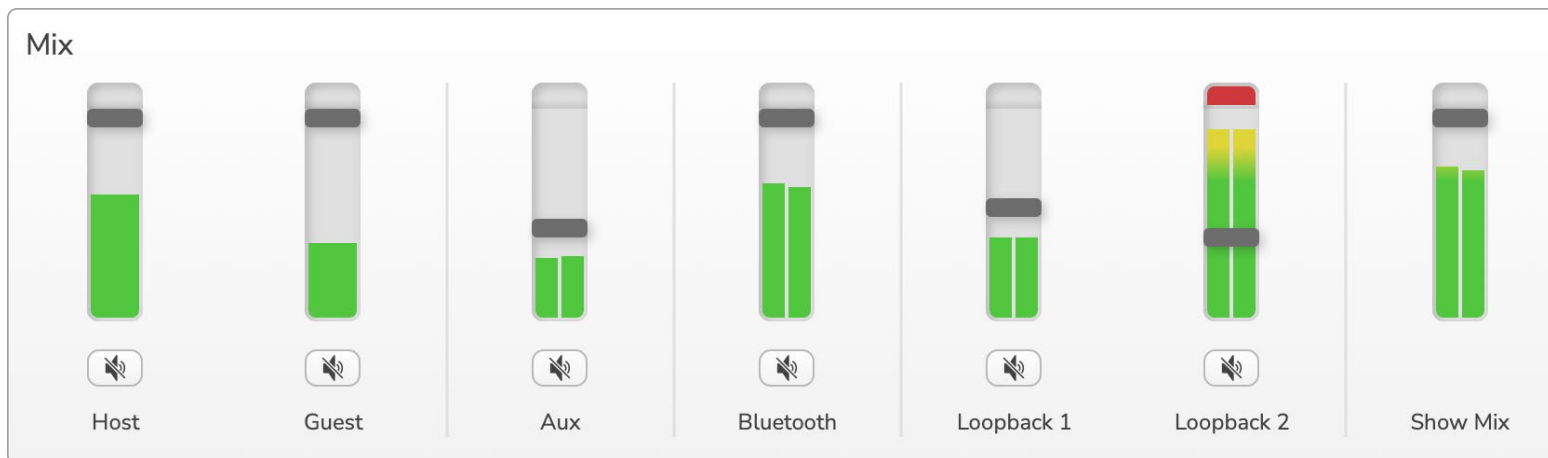 Mix
Host
Guest
Aux
Bluetooth
Loopback 1
Loopback 2
Show Mix